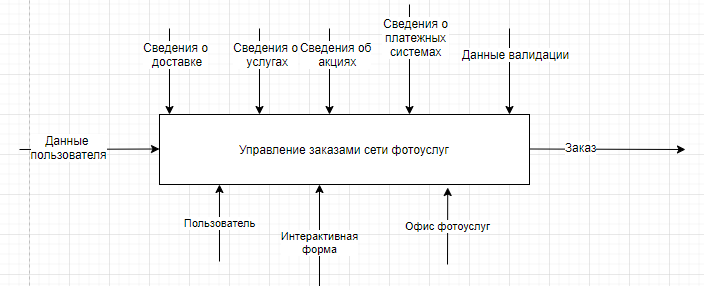 Сведения о
доставке
Сведения о
услугах
Сведения об
акциях
Сведения о
платежных
системах
Данные валидации
Данные
пользователя
Управление заказами сети фотоуслуг
Заказ
Пользователь
Интерактивная
форма
Офис фотоуслуг